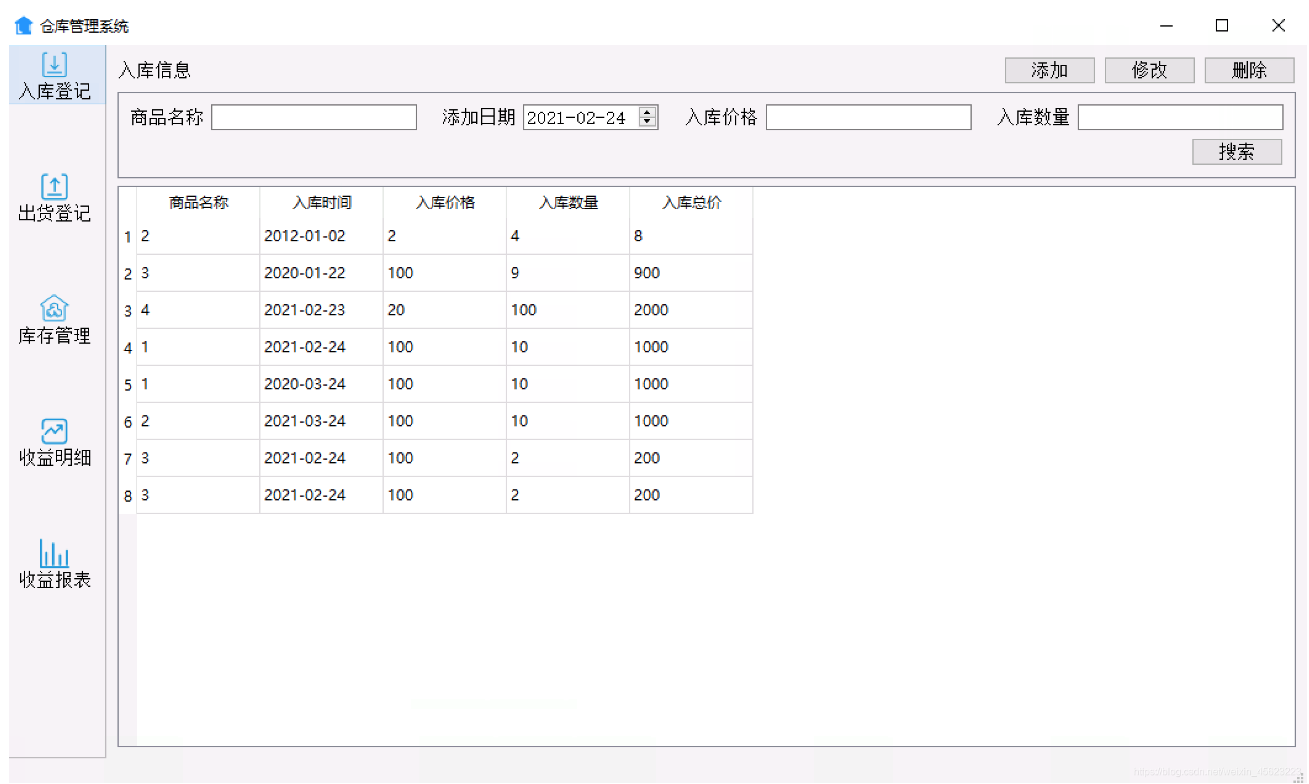 仓库管理系统
入库登记
出货登记
库存管理
收益明细
收益报表
入库信息 添加 修改 删除
商品名称 添加日期 2021-02-24 入库价格 入库数量
搜索
商品名称 入库时间 入库价格 入库数量 入库总价
1 2 2012-01-02 2 4 8
2 3 2020-01-22 100 9 900
3 4 2021-02-23 20 100 2000
4 1 2021-02-24 100 10 1000
5 1 2020-03-24 100 10 1000
6 2 2021-03-24 100 10 1000
7 3 2021-02-24 100 2 200
8 3 2021-02-24 100 2 200